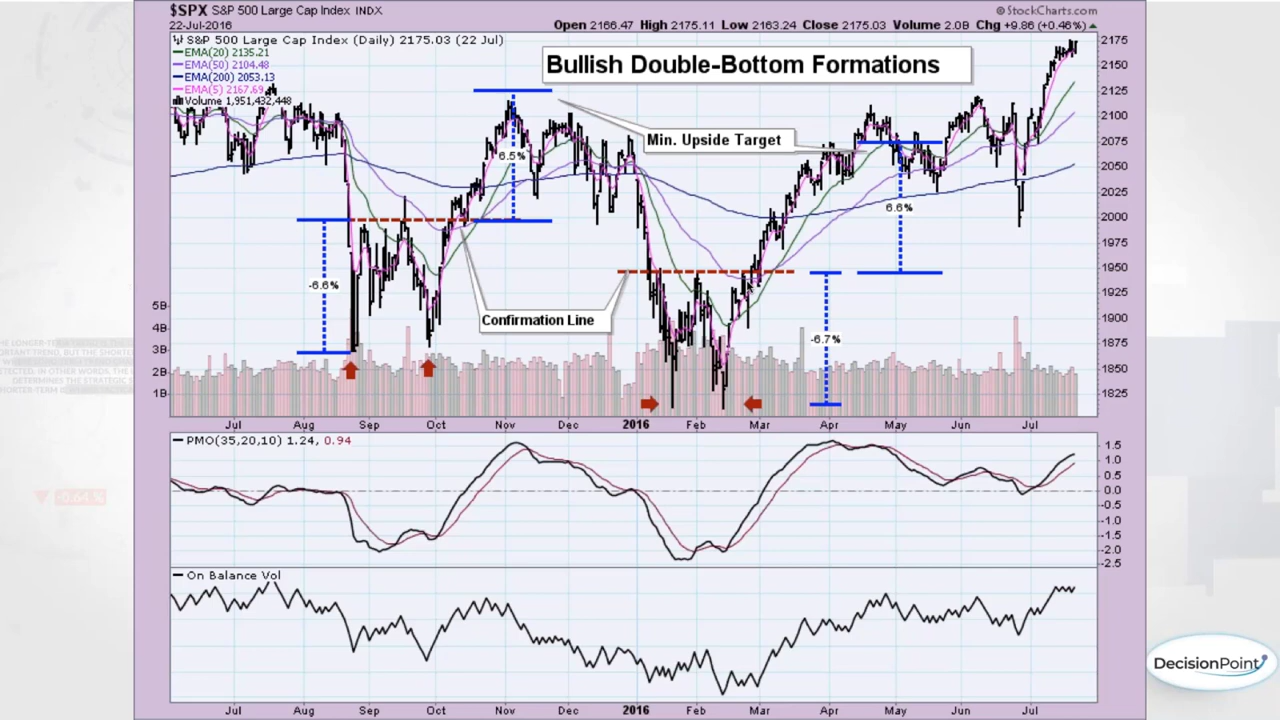 $SPX S&P 500 Large Cap Index INDX
© StockCharts.com
22-Jul-2016
Open 2166.47 High 2175.11 Low 2163.24 Close 2175.03 Volume 2.0B Chg +9.86 (+0.46%)
S&P 500 Large Cap Index (Daily) 2175.03 (22 Jul)
EMA(20) 2135.21
EMA(50) 2104.48
EMA(200) 2053.13
EMA(5) 2167.69
Volume 1,951,432,448
Bullish Double-Bottom Formations
Min. Upside Target
Confirmation Line
6.5%
6.6%
-6.6%
-6.7%
2175
2150
2125
2100
2075
2050
2025
2000
1975
1950
1925
1900
1875
1850
1825
5B
4B
3B
2B
1B
Jul Aug Sep Oct Nov Dec 2016 Feb Mar Apr May Jun Jul
PMO(35,20,10) 1.24, 0.94
1.5
1.0
0.5
0.0
-0.5
-1.0
-1.5
-2.0
-2.5
On Balance Vol
Jul Aug Sep Oct Nov Dec 2016 Feb Mar Apr May Jun Jul
-0.64 %
DecisionPoint